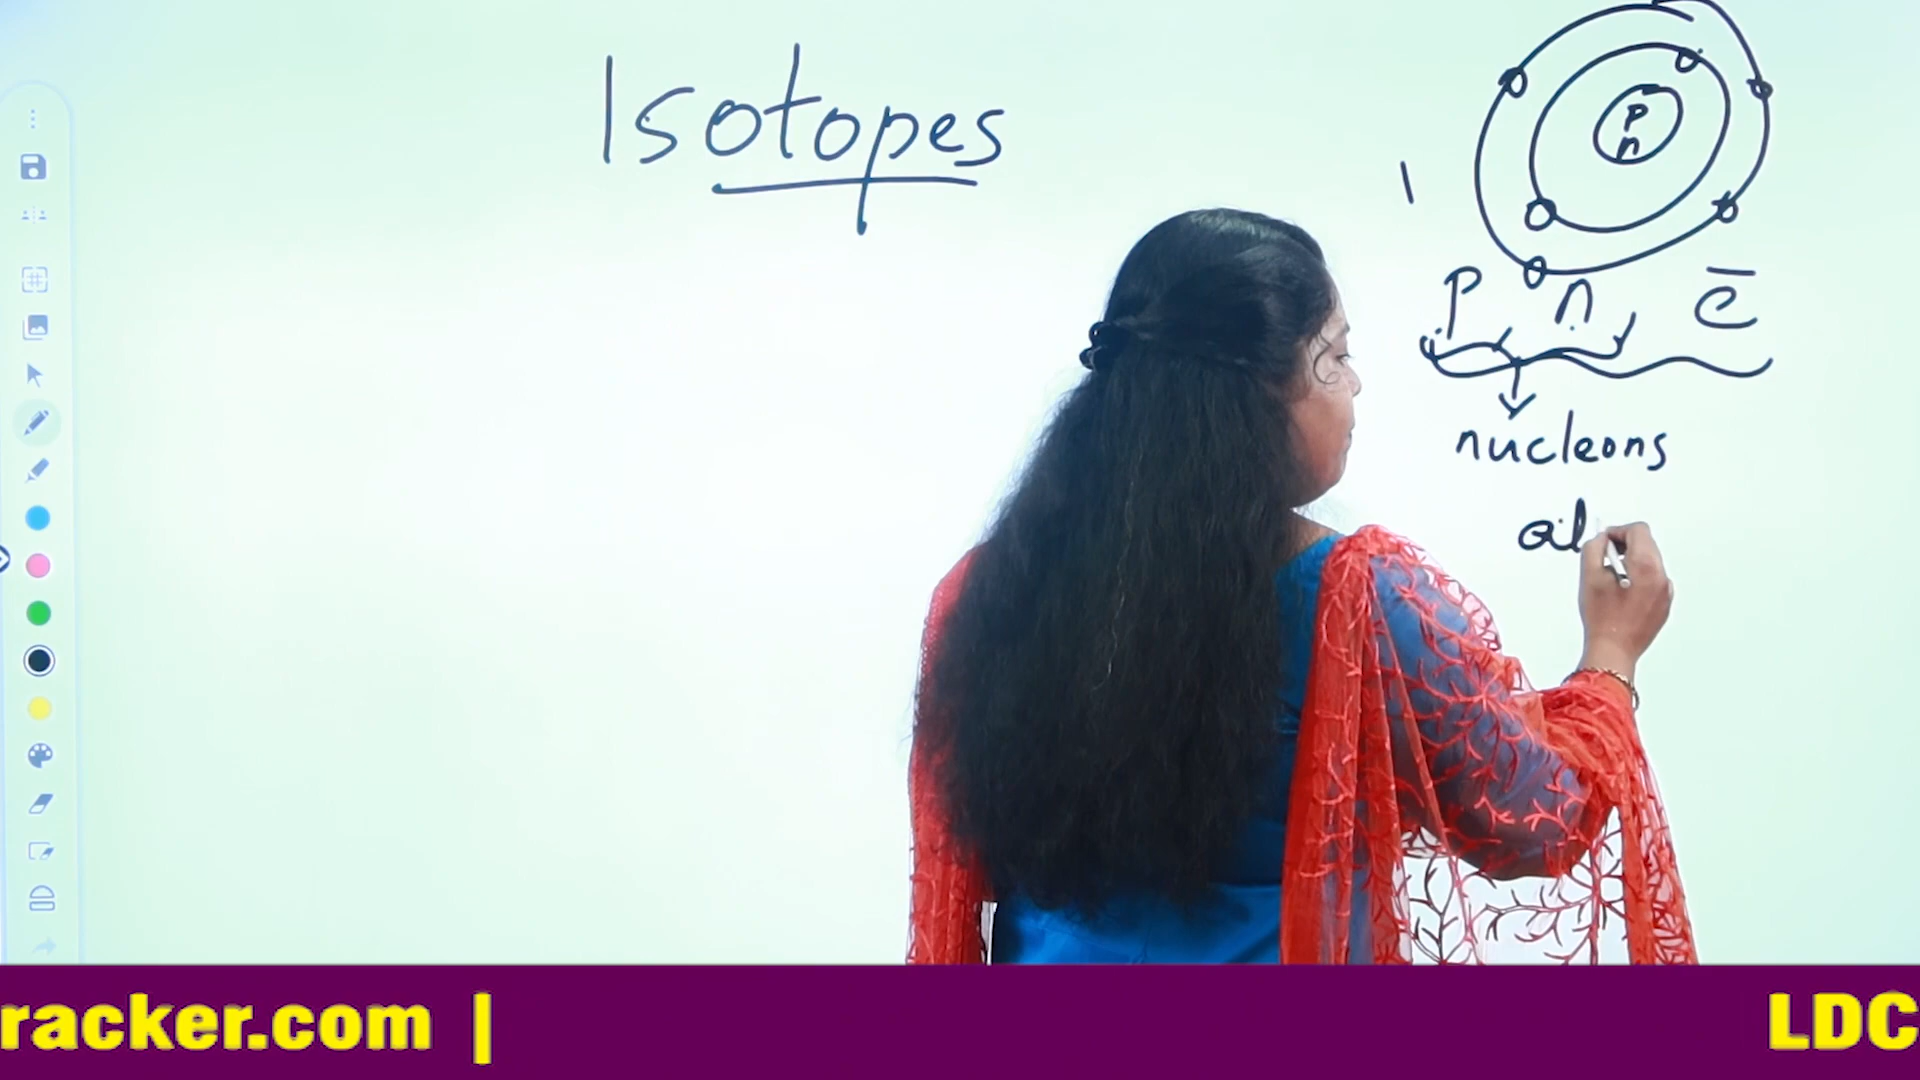 Isotopes
p
n
p n e
nucleons
racker.com | LDC